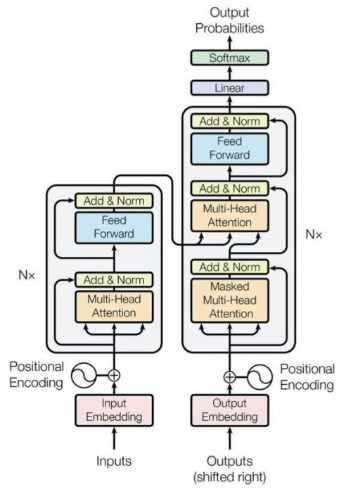 Output
Probabilities
Softmax
Linear
Add & Norm
Feed
Forward
Add & Norm
Multi-Head
Attention
Add & Norm
Masked
Multi-Head
Attention
N×
Positional
Encoding
Output
Embedding
Outputs
(shifted right)
Add & Norm
Feed
Forward
Add & Norm
Multi-Head
Attention
N×
Positional
Encoding
Input
Embedding
Inputs